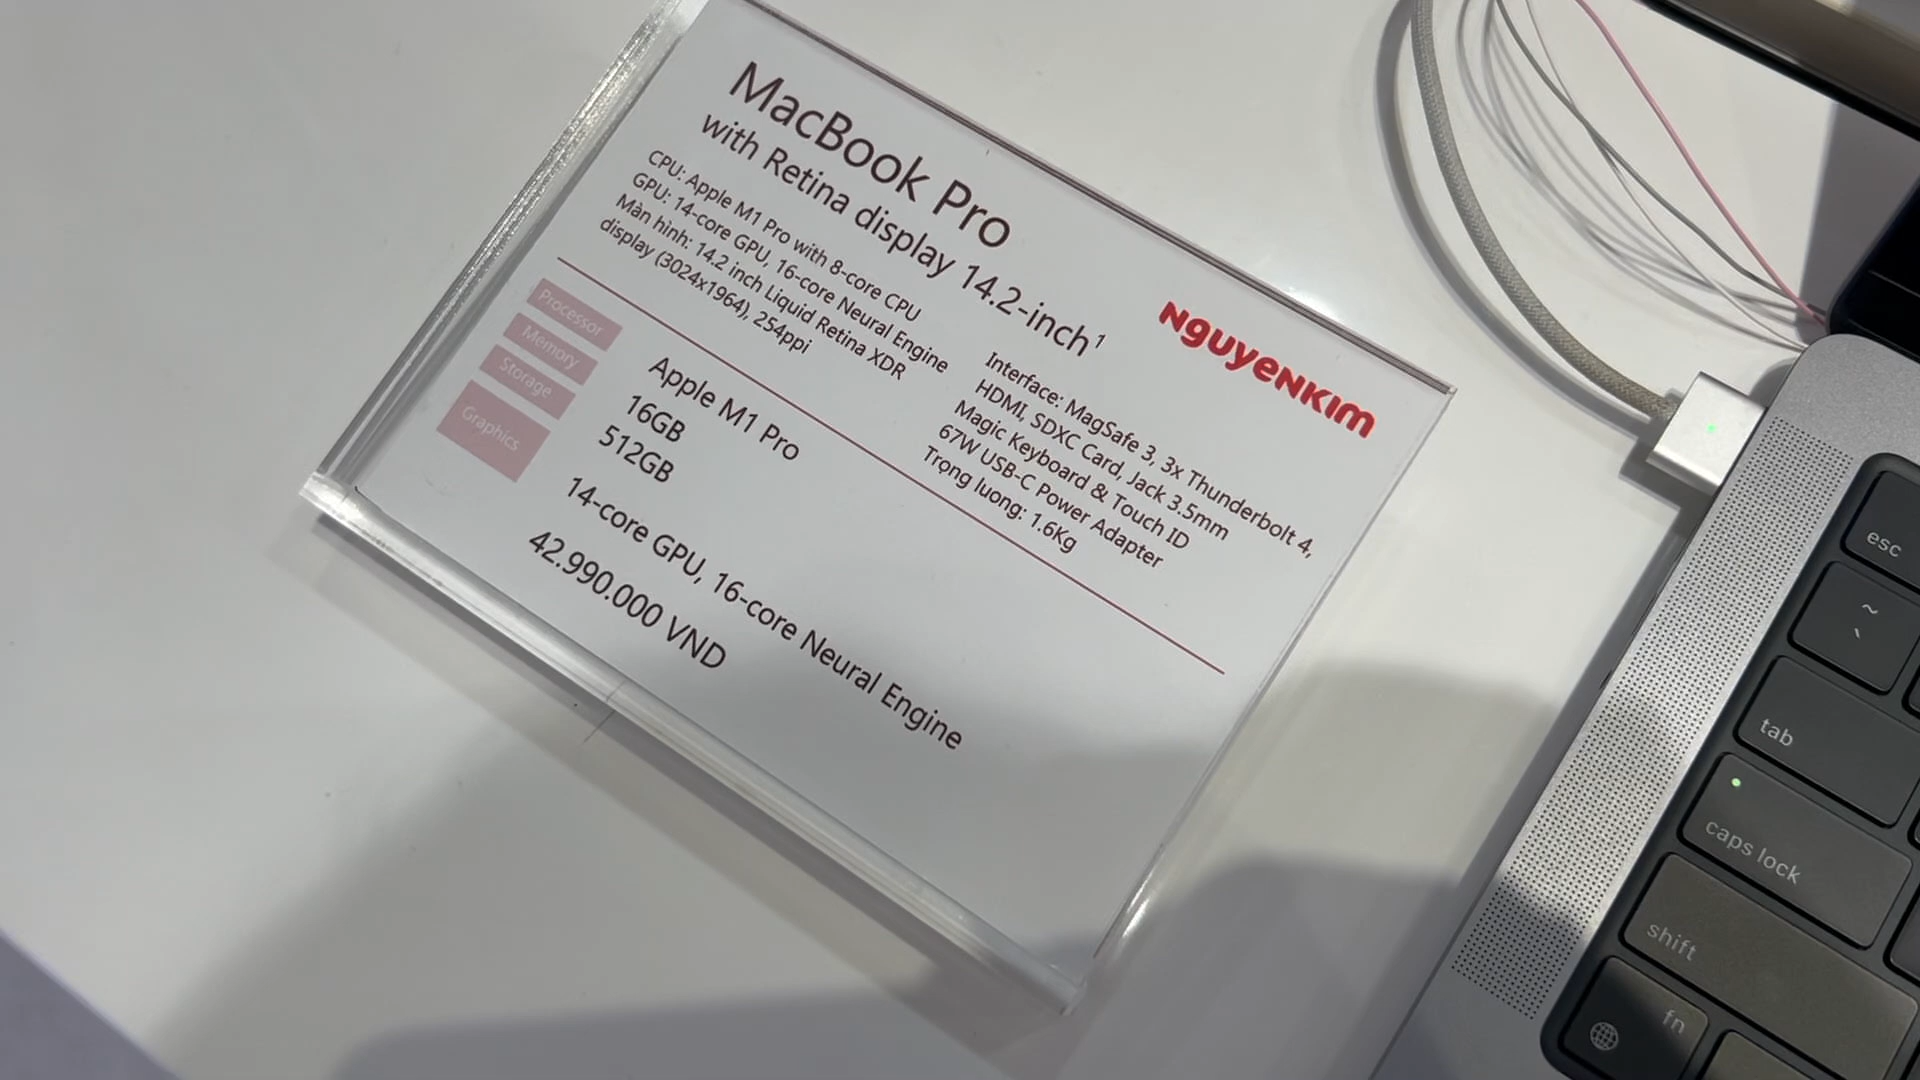 MacBook Pro
with Retina display 14.2-inch¹
CPU: Apple M1 Pro with 8-core CPU
GPU: 14-core GPU, 16-core Neural Engine
Màn hình: 14.2 inch Liquid Retina XDR
display (3024x1964), 254ppi
NguyeNKim
Interface: MagSafe 3, 3x Thunderbolt 4,
HDMI, SDXC Card, Jack 3.5mm
Magic Keyboard & Touch ID
67W USB-C Power Adapter
Trọng luong: 1.6Kg
Processor
Apple M1 Pro
Memory
16GB
Storage
512GB
Graphics
14-core GPU, 16-core Neural Engine
42.990.000 VND
esc
~
`
tab
caps lock
shift
fn